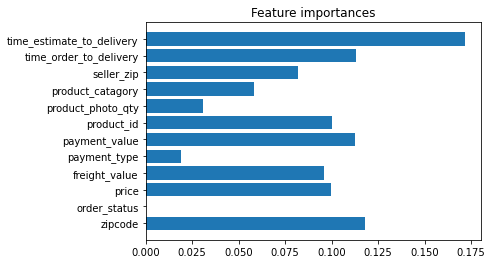 Feature importances
time_estimate_to_delivery
time_order_to_delivery
seller_zip
product_catagory
product_photo_qty
product_id
payment_value
payment_type
freight_value
price
order_status
zipcode
0.000 0.025 0.050 0.075 0.100 0.125 0.150 0.175